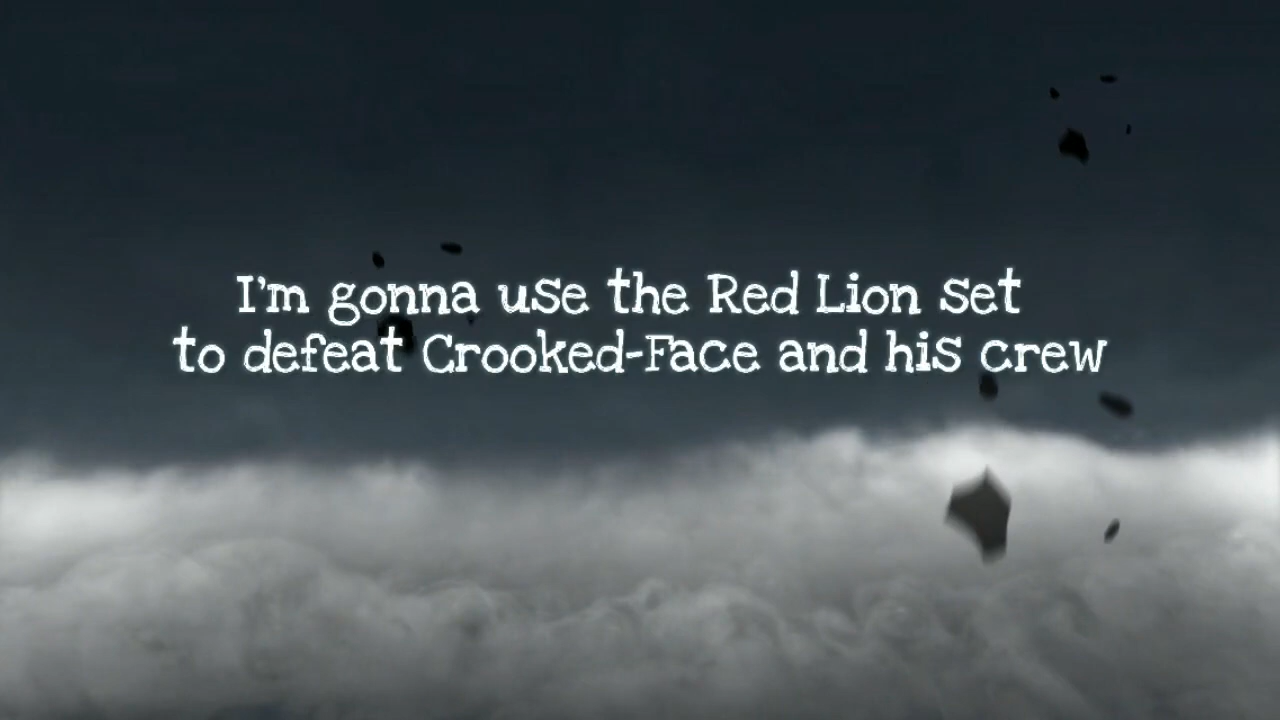 I'm gonna use the Red Lion set
to defeat Crooked-Face and his crew